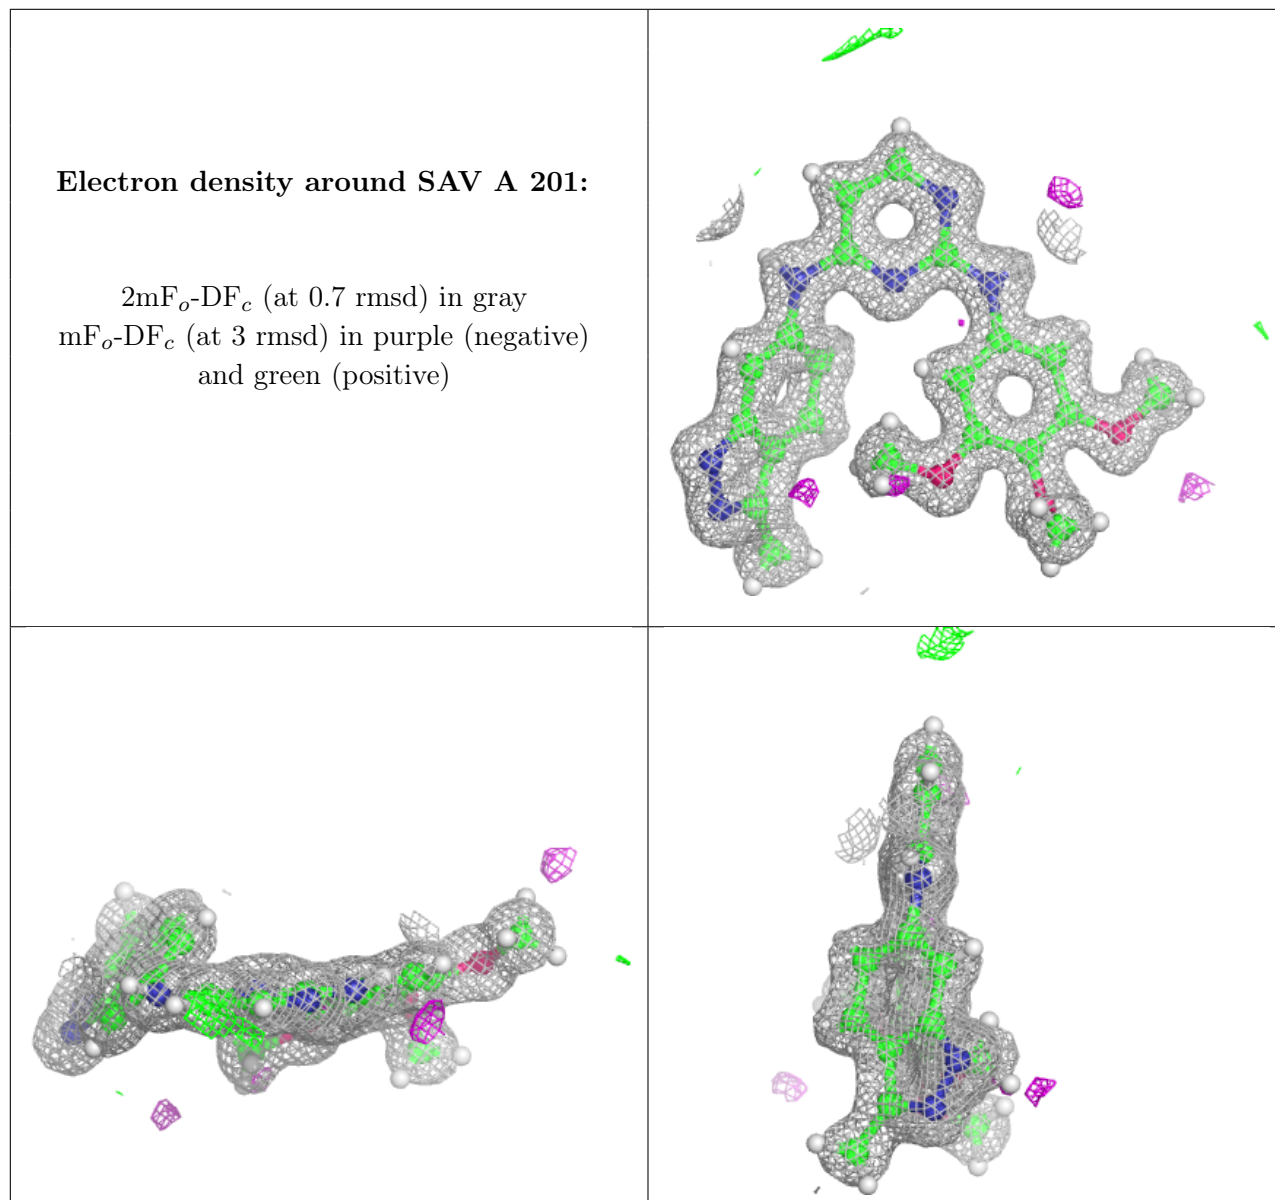 Electron density around SAV A 201:
2mFo-DFc (at 0.7 rmsd) in gray
mFo-DFc (at 3 rmsd) in purple (negative)
and green (positive)